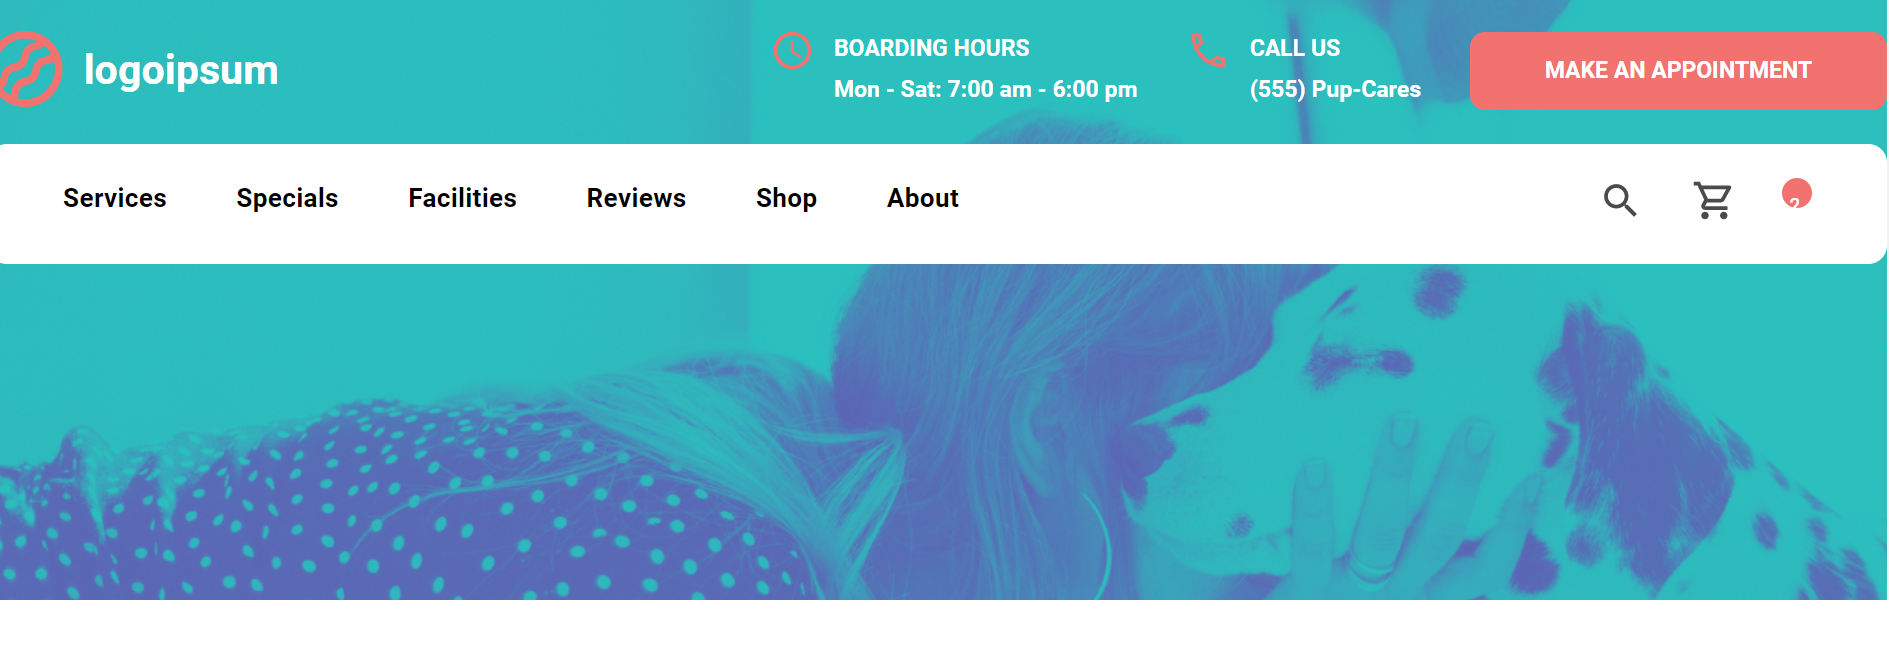 logoipsum
BOARDING HOURS
Mon - Sat: 7:00 am - 6:00 pm
CALL US
(555) Pup-Cares
MAKE AN APPOINTMENT
Services
Specials
Facilities
Reviews
Shop
About
2